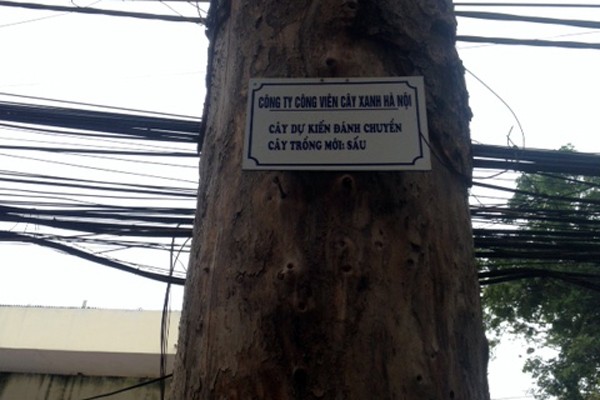 CÔNG TY CÔNG VIÊN CÂY XANH HÀ NỘI
CÂY DỰ KIẾN ĐÁNH CHUYỂN
CÂY TRỒNG MỚI: SẤU